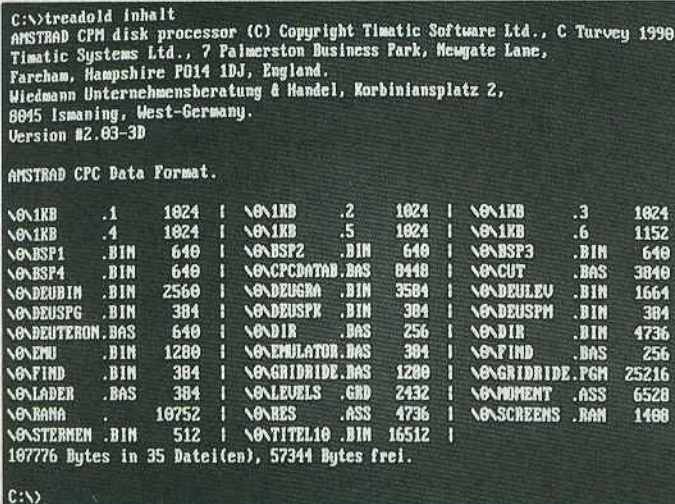 C:\>treadold inhalt
AMSTRAD CPM disk processor (C) Copyright Timatic Software Ltd., C Turvey 1990
Timatic Systems Ltd., 7 Palmerston Business Park, Newgate Lane,
Fareham, Hampshire PO14 1DJ, England.
Wiedmann Unternehmensberatung & Handel, Korbiniansplatz 2,
8045 Ismaning, West-Germany.
Version #2.03-3D
AMSTRAD CPC Data Format.
\0\1KB .1 1024 | \0\1KB .2 1024 | \0\1KB .3 1024
\0\1KB .4 1024 | \0\1KB .5 1024 | \0\1KB .6 1152
\0\BSP1 .BIN 640 | \0\BSP2 .BIN 640 | \0\BSP3 .BIN 640
\0\BSP4 .BIN 640 | \0\CPCDATAB.BAS 8448 | \0\CUT .BAS 3840
\0\DEUBIN .BIN 2560 | \0\DEUGRA .BIN 3584 | \0\DEULEV .BIN 1664
\0\DEUSPG .BIN 384 | \0\DEUSPK .BIN 384 | \0\DEUSPM .BIN 384
\0\DEUTERON.BAS 640 | \0\DIR .BAS 256 | \0\DIR .BIN 4736
\0\EMU .BIN 1280 | \0\EMULATOR.BAS 384 | \0\FIND .BAS 256
\0\FIND .BIN 384 | \0\GRIDRIDE.BAS 1280 | \0\GRIDRIDE.PGM 25216
\0\LADER .BAS 384 | \0\LEVELS .GRD 2432 | \0\MOMENT .ASS 6528
\0\RAMA . 10752 | \0\RES .ASS 4736 | \0\SCREENS .RAM 1408
\0\STERMEN .BIN 512 | \0\TITEL10 .BIN 16512 |
107776 Bytes in 35 Datei(en), 57344 Bytes frei.
C:\>